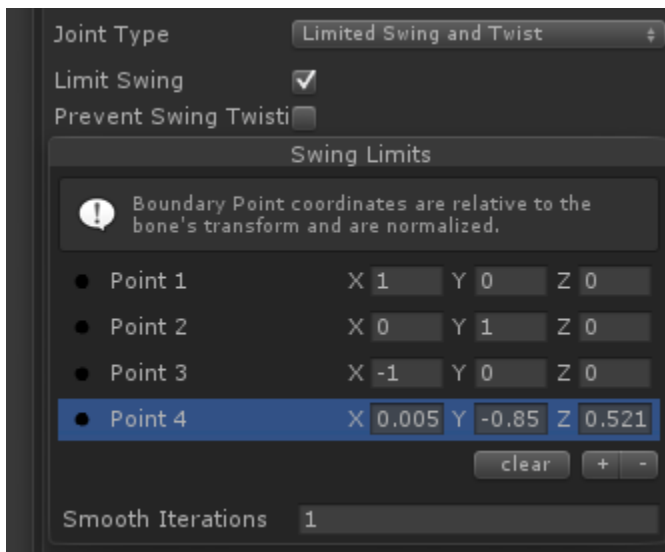 Joint Type Limited Swing and Twist
Limit Swing
Prevent Swing Twisti
Swing Limits
Boundary Point coordinates are relative to the
bone's transform and are normalized.
Point 1 X 1 Y 0 Z 0
Point 2 X 0 Y 1 Z 0
Point 3 X -1 Y 0 Z 0
Point 4 X 0.005 Y -0.85 Z 0.521
clear + -
Smooth Iterations 1